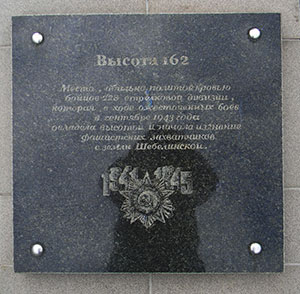 Высота 162
Место, обильно политое кровью
бойцов 228 стрелковой дивизии,
которая в ходе ожесточенных боев
в сентябре 1943 года
овладела высотой и начала изгнание
фашистских захватчиков
с земли Шебелинской.
1941 1945